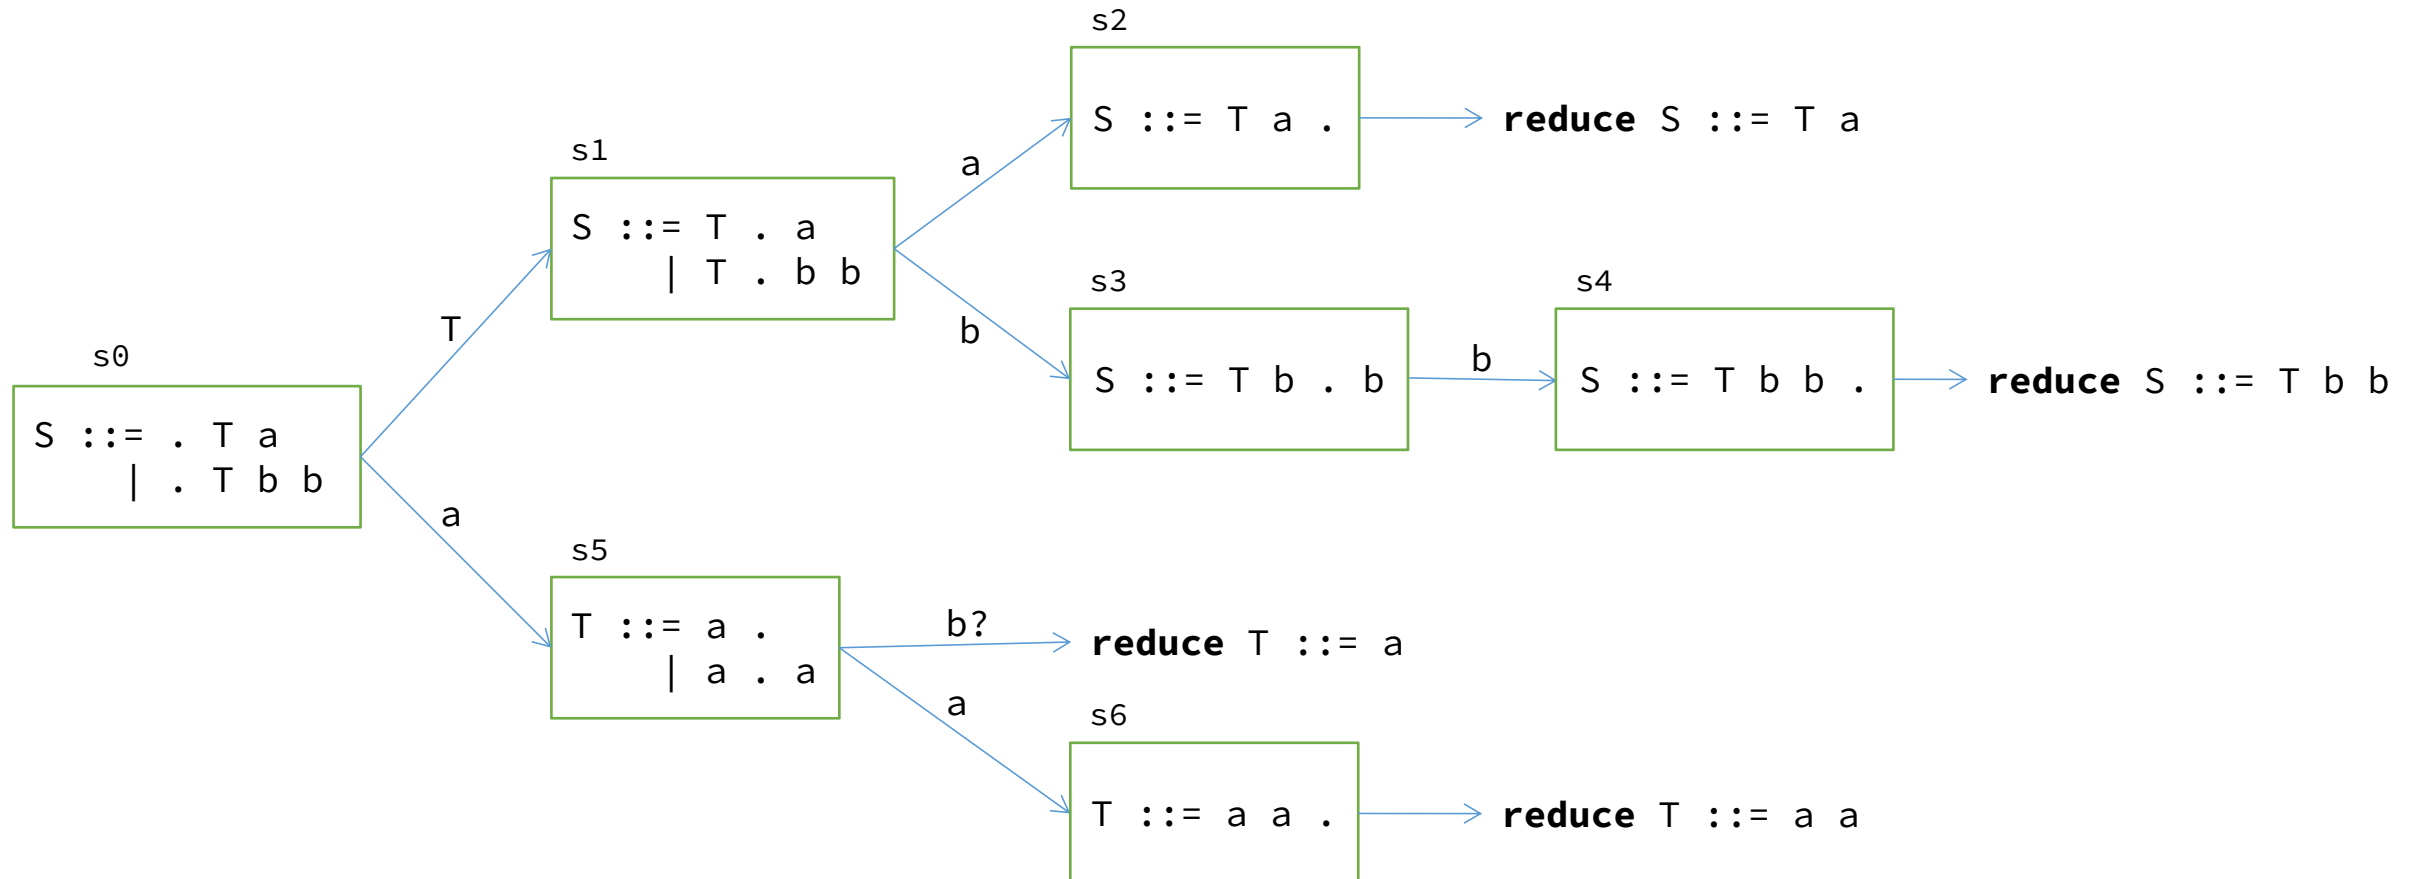 s2
S ::= T a .
reduce S ::= T a
s1
S ::= T . a
| T . b b
a
b
T
s3
S ::= T b . b
b
s4
S ::= T b b .
reduce S ::= T b b
s0
S ::= . T a
| . T b b
a
s5
T ::= a .
| a . a
b?
reduce T ::= a
a
s6
T ::= a a .
reduce T ::= a a